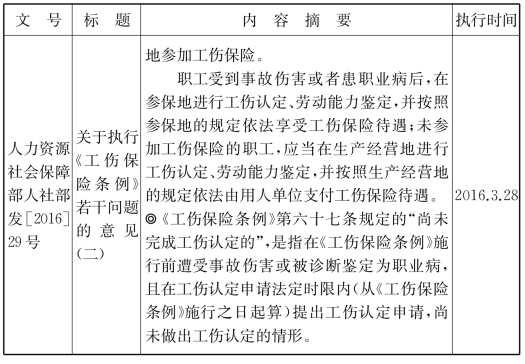 文 号 标 题 内 容 摘 要 执行时间
人力资源
社会保障
部人社部
发[2016]
29号
关于执行
《工伤保
险条例》
若干问题
的意见
(二)
地参加工伤保险。
职工受到事故伤害或者患职业病后,在
参保地进行工伤认定、劳动能力鉴定,并按照
参保地的规定依法享受工伤保险待遇;未参
加工伤保险的职工,应当在生产经营地进行
工伤认定、劳动能力鉴定,并按照生产经营地
的规定依法由用人单位支付工伤保险待遇。
◎《工伤保险条例》第六十七条规定的“尚未
完成工伤认定的”,是指在《工伤保险条例》施
行前遭受事故伤害或被诊断鉴定为职业病,
且在工伤认定申请法定时限内(从《工伤保险
条例》施行之日起算)提出工伤认定申请,尚
未做出工伤认定的情形。
2016.3.28